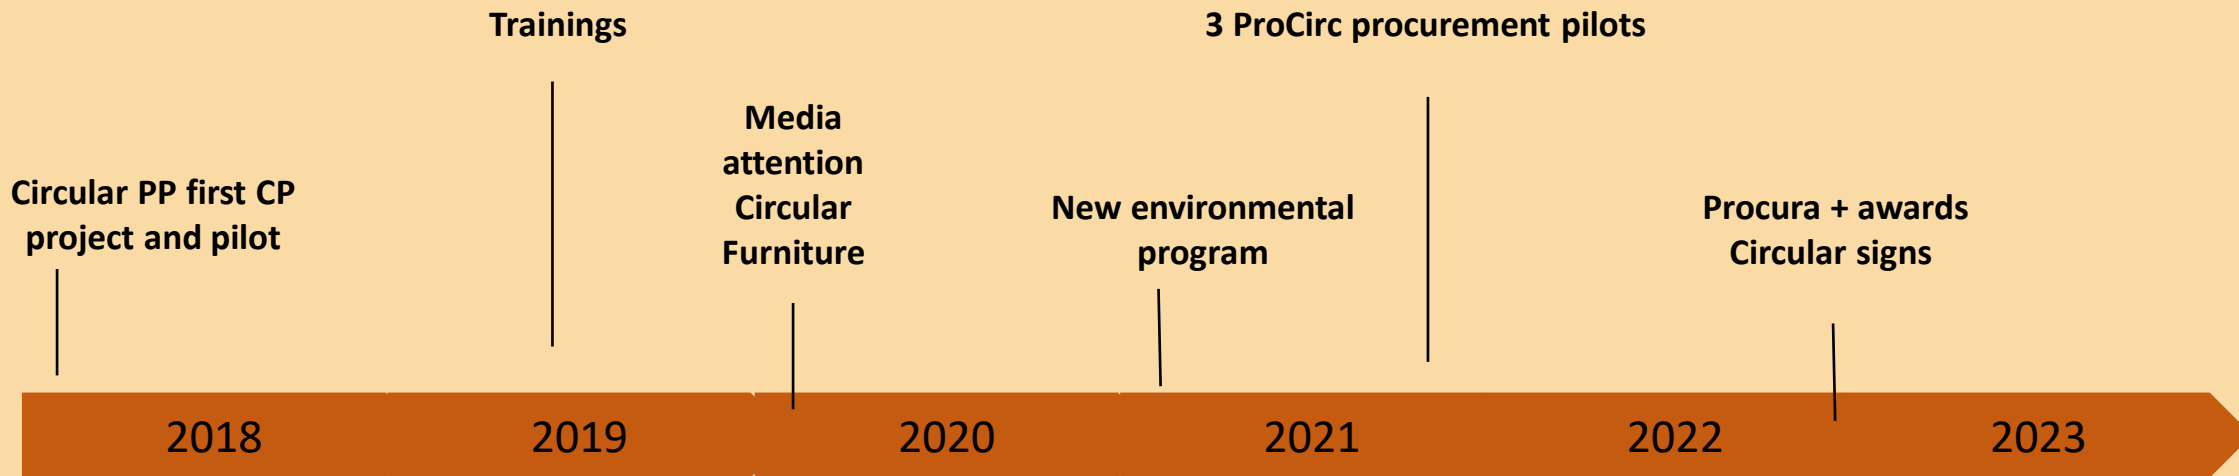 Trainings
3 ProCirc procurement pilots
Media
attention
Circular
Furniture
Circular PP first CP
project and pilot
New environmental
program
Procura + awards
Circular signs
2018
2019
2020
2021
2022
2023